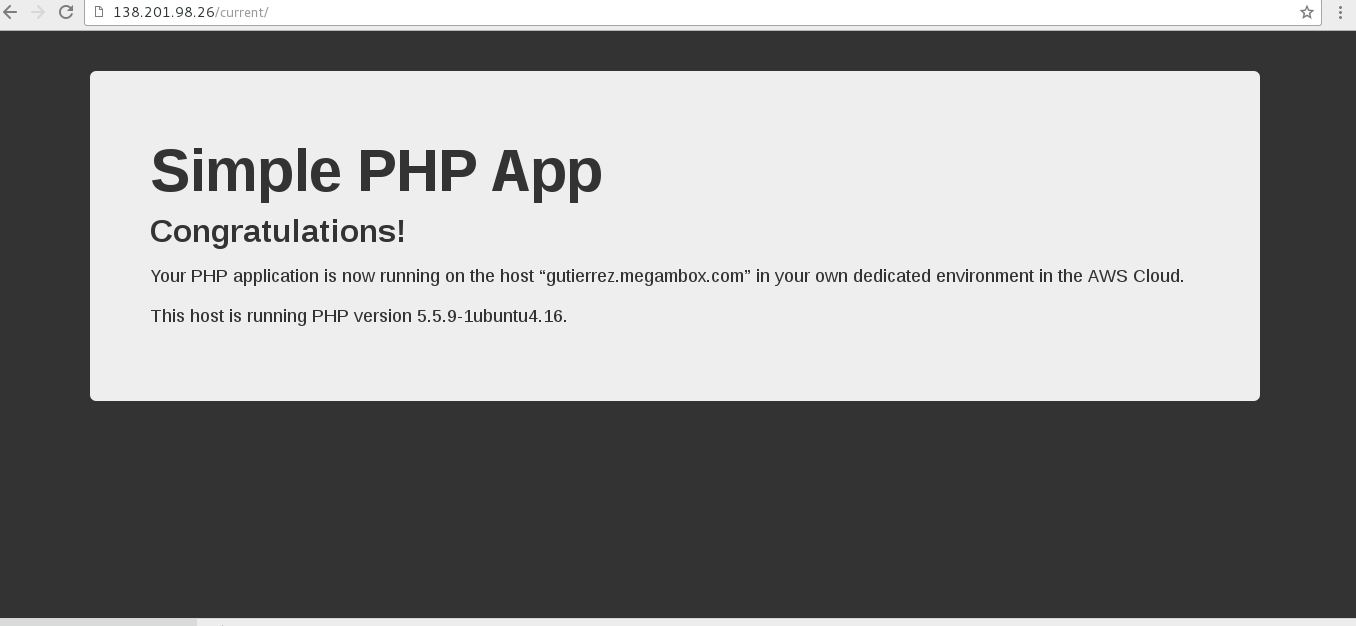 138.201.98.26/current/
Simple PHP App
Congratulations!
Your PHP application is now running on the host “gutierrez.megambox.com” in your own dedicated environment in the AWS Cloud.
This host is running PHP version 5.5.9-1ubuntu4.16.